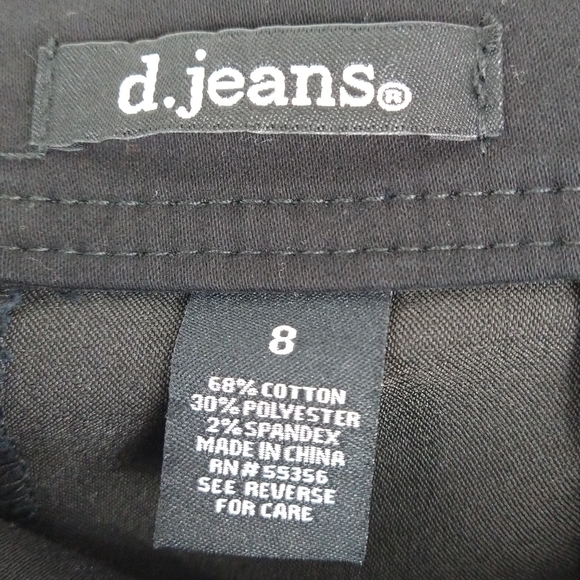 d.jeans®
8
68% COTTON
30% POLYESTER
2% SPANDEX
MADE IN CHINA
RN# 55356
SEE REVERSE
FOR CARE